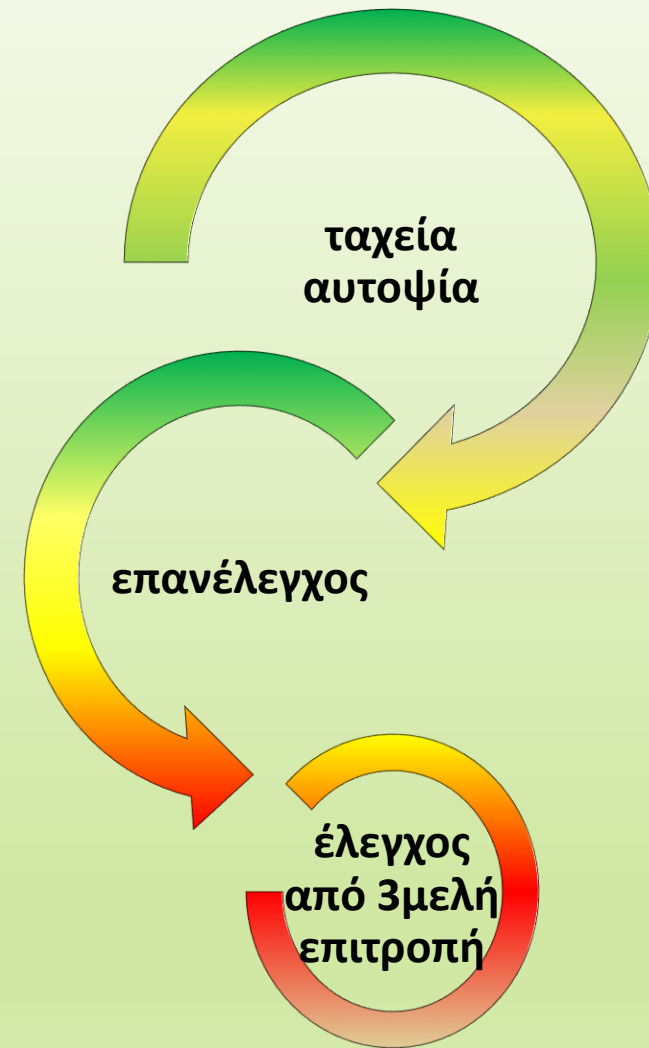 ταχεία
αυτοψία
επανέλεγχος
έλεγχος
από 3μελή
επιτροπή